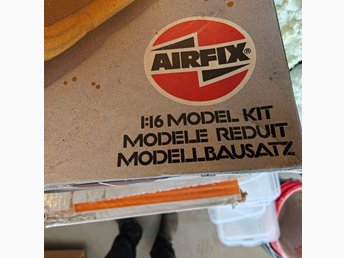 AIRFIX®
1:16 MODEL KIT
MODELE REDUIT
MODELLBAUSATZ